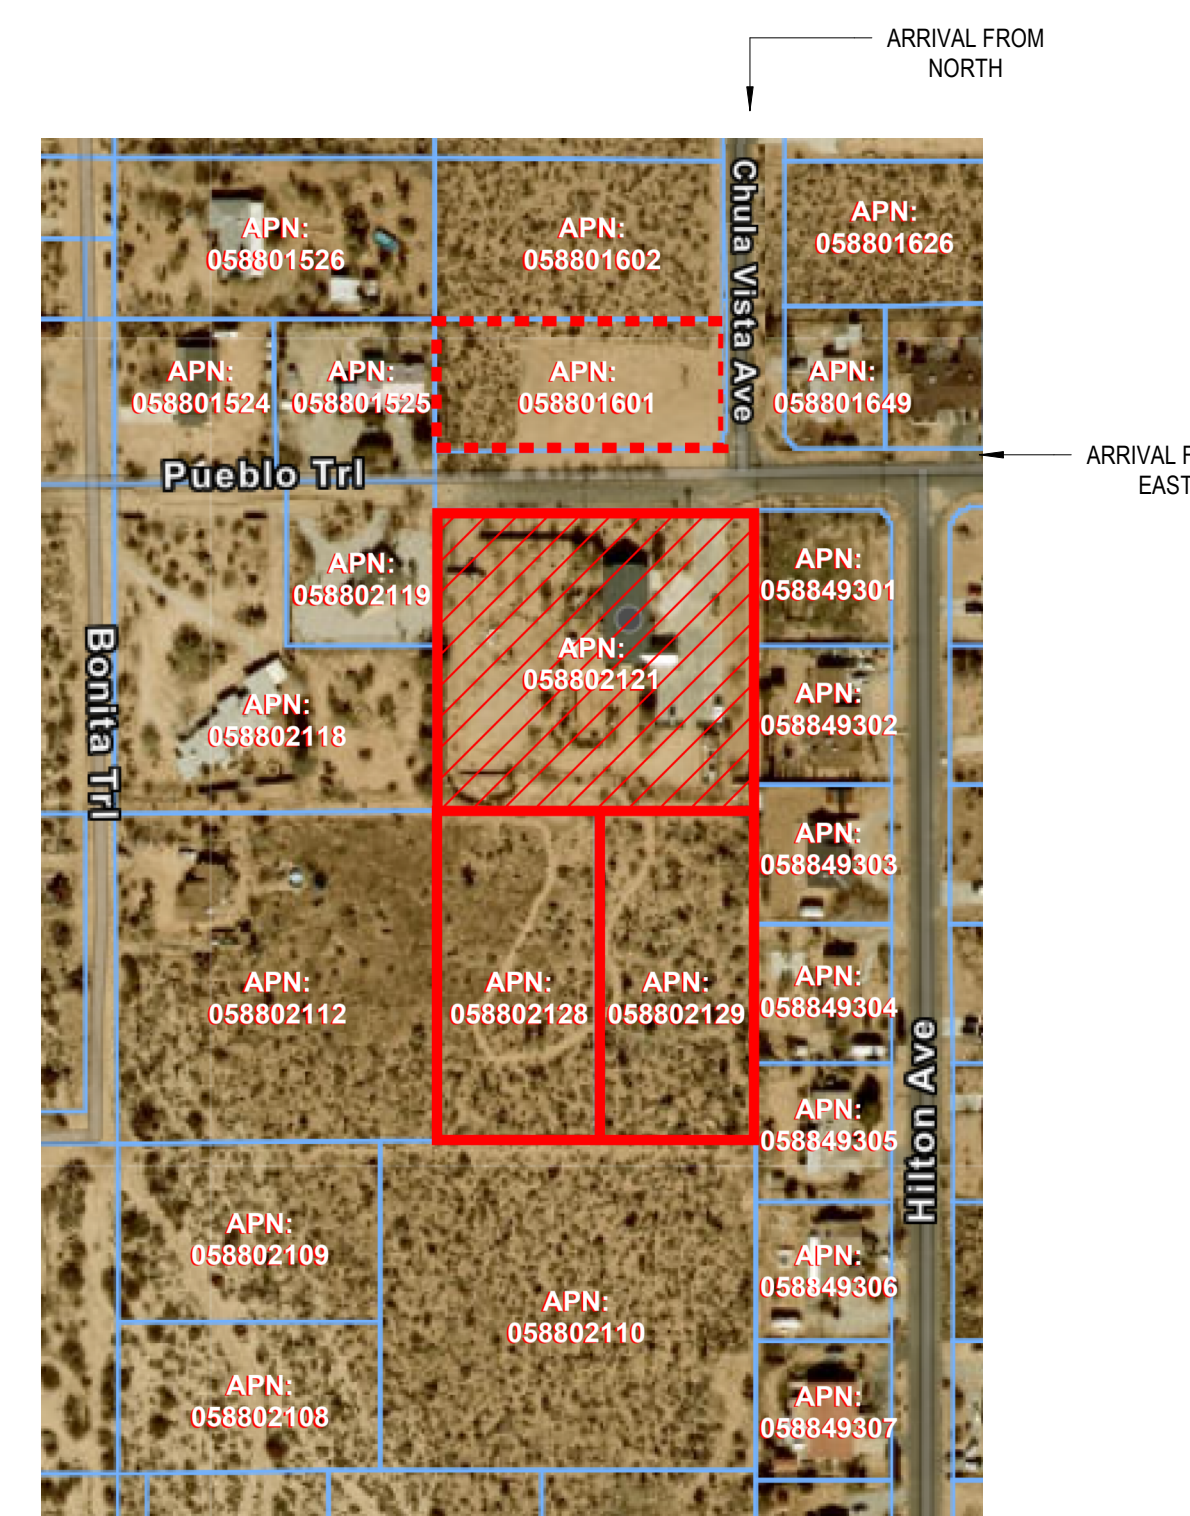 ARRIVAL FROM
NORTH
Chula Vista Ave
APN:
058801526
APN:
058801602
APN:
058801626
APN:
058801524
APN:
058801525
APN:
058801601
APN:
058801649
ARRIVAL
EAST
Pueblo Trl
APN:
058802119
APN:
058849301
APN:
058802121
Bonita Trl
APN:
058802118
APN:
058849302
APN:
058849303
APN:
058802112
APN:
058802128
APN:
058802129
APN:
058849304
Hilton Ave
APN:
058849305
APN:
058802109
APN:
058849306
APN:
058802110
APN:
058802108
APN:
058849307